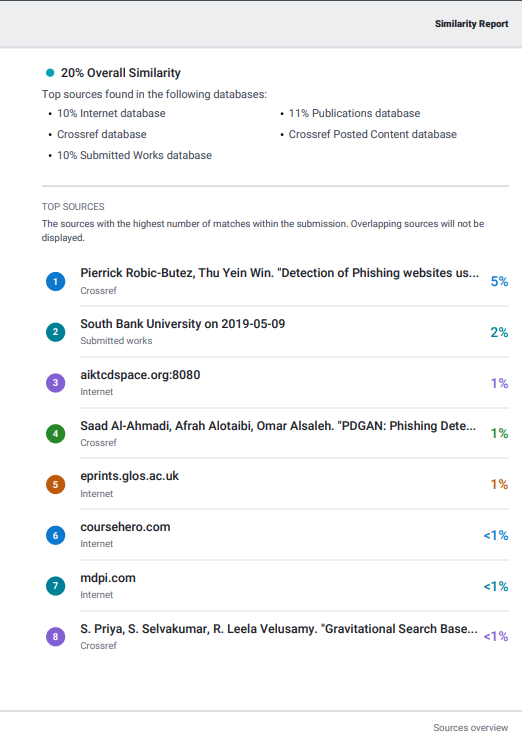 Similarity Report
20% Overall Similarity
Top sources found in the following databases:
• 10% Internet database
• 11% Publications database
• Crossref database
• Crossref Posted Content database
• 10% Submitted Works database
TOP SOURCES
The sources with the highest number of matches within the submission. Overlapping sources will not be
displayed.
1 Pierrick Robic-Butez, Thu Yein Win. "Detection of Phishing websites us... 5%
Crossref
2 South Bank University on 2019-05-09 2%
Submitted works
3 aiktcdspace.org:8080 1%
Internet
4 Saad Al-Ahmadi, Afrah Alotaibi, Omar Alsaleh. "PDGAN: Phishing Dete... 1%
Crossref
5 eprints.glos.ac.uk 1%
Internet
6 coursehero.com <1%
Internet
7 mdpi.com <1%
Internet
8 S. Priya, S. Selvakumar, R. Leela Velusamy. "Gravitational Search Base... <1%
Crossref
Sources overview